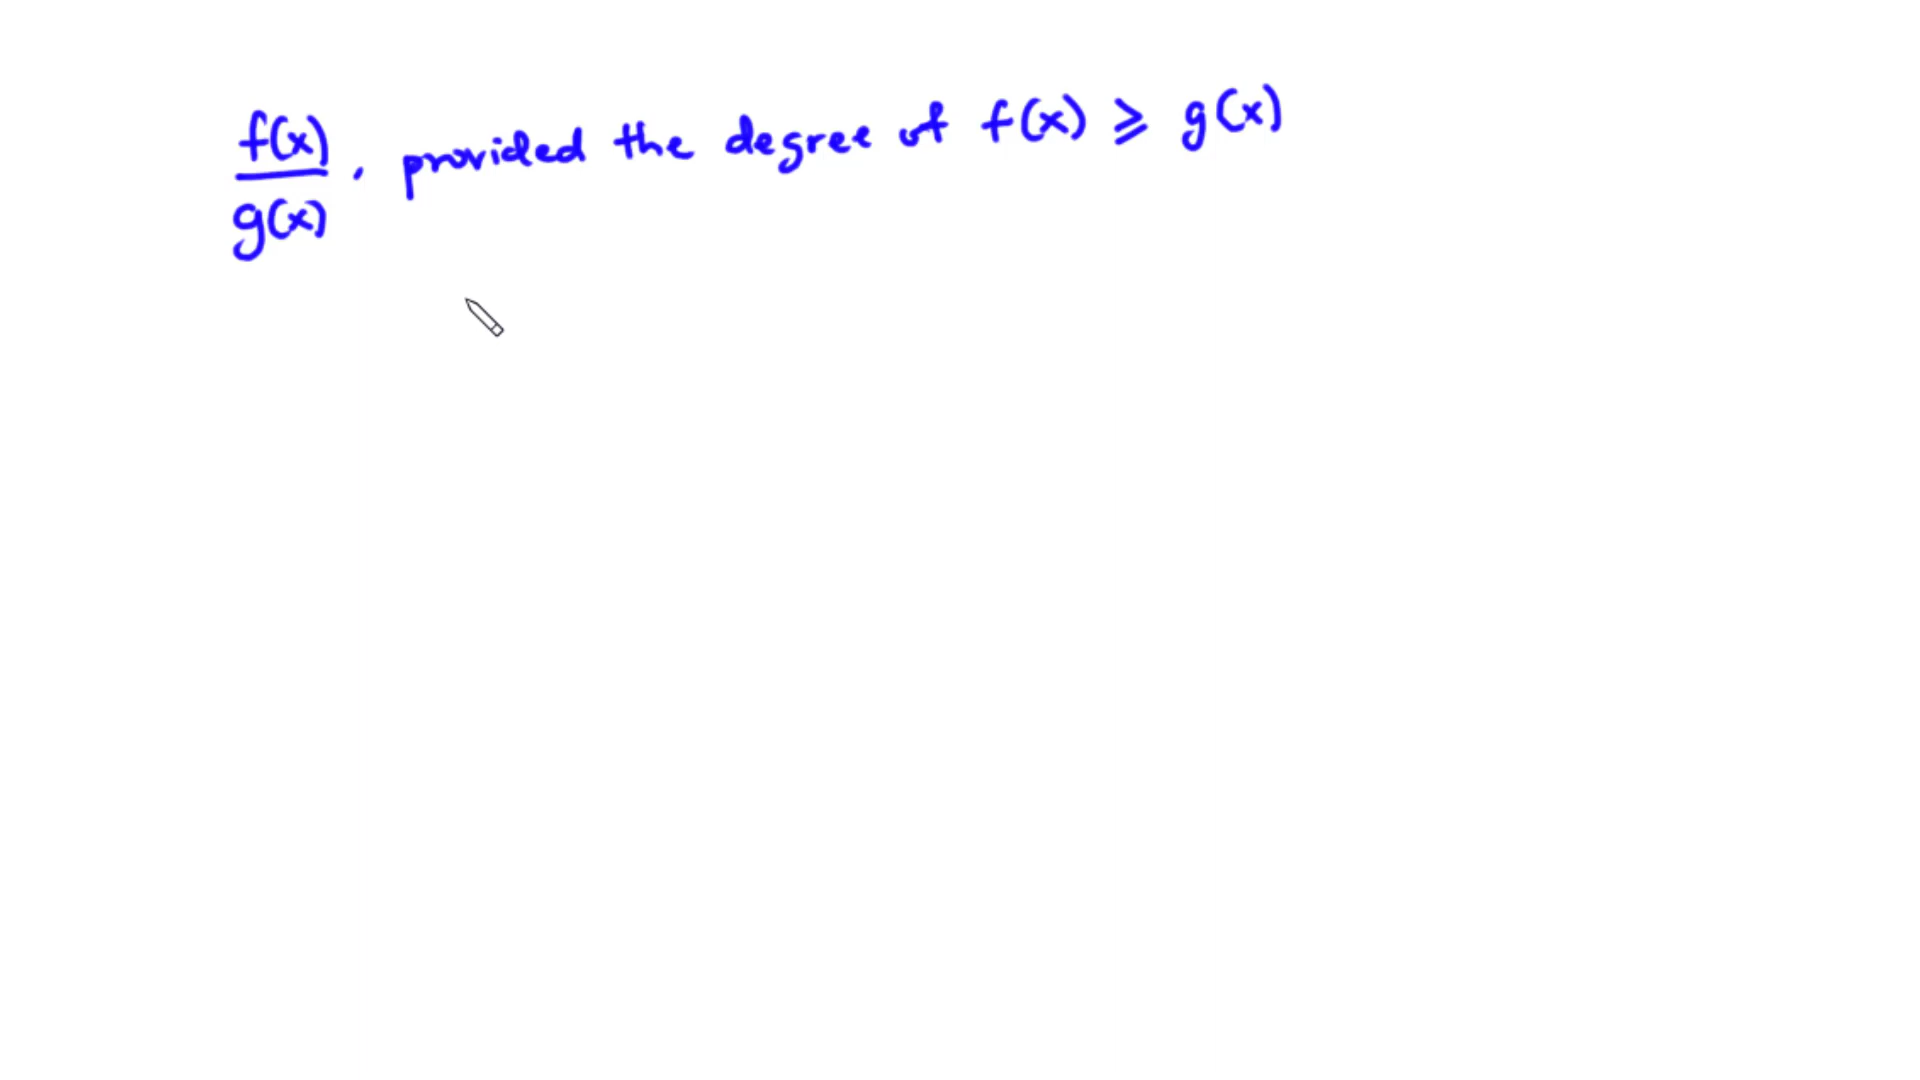 f(x)/g(x), provided the degree of f(x) ⩾ g(x)